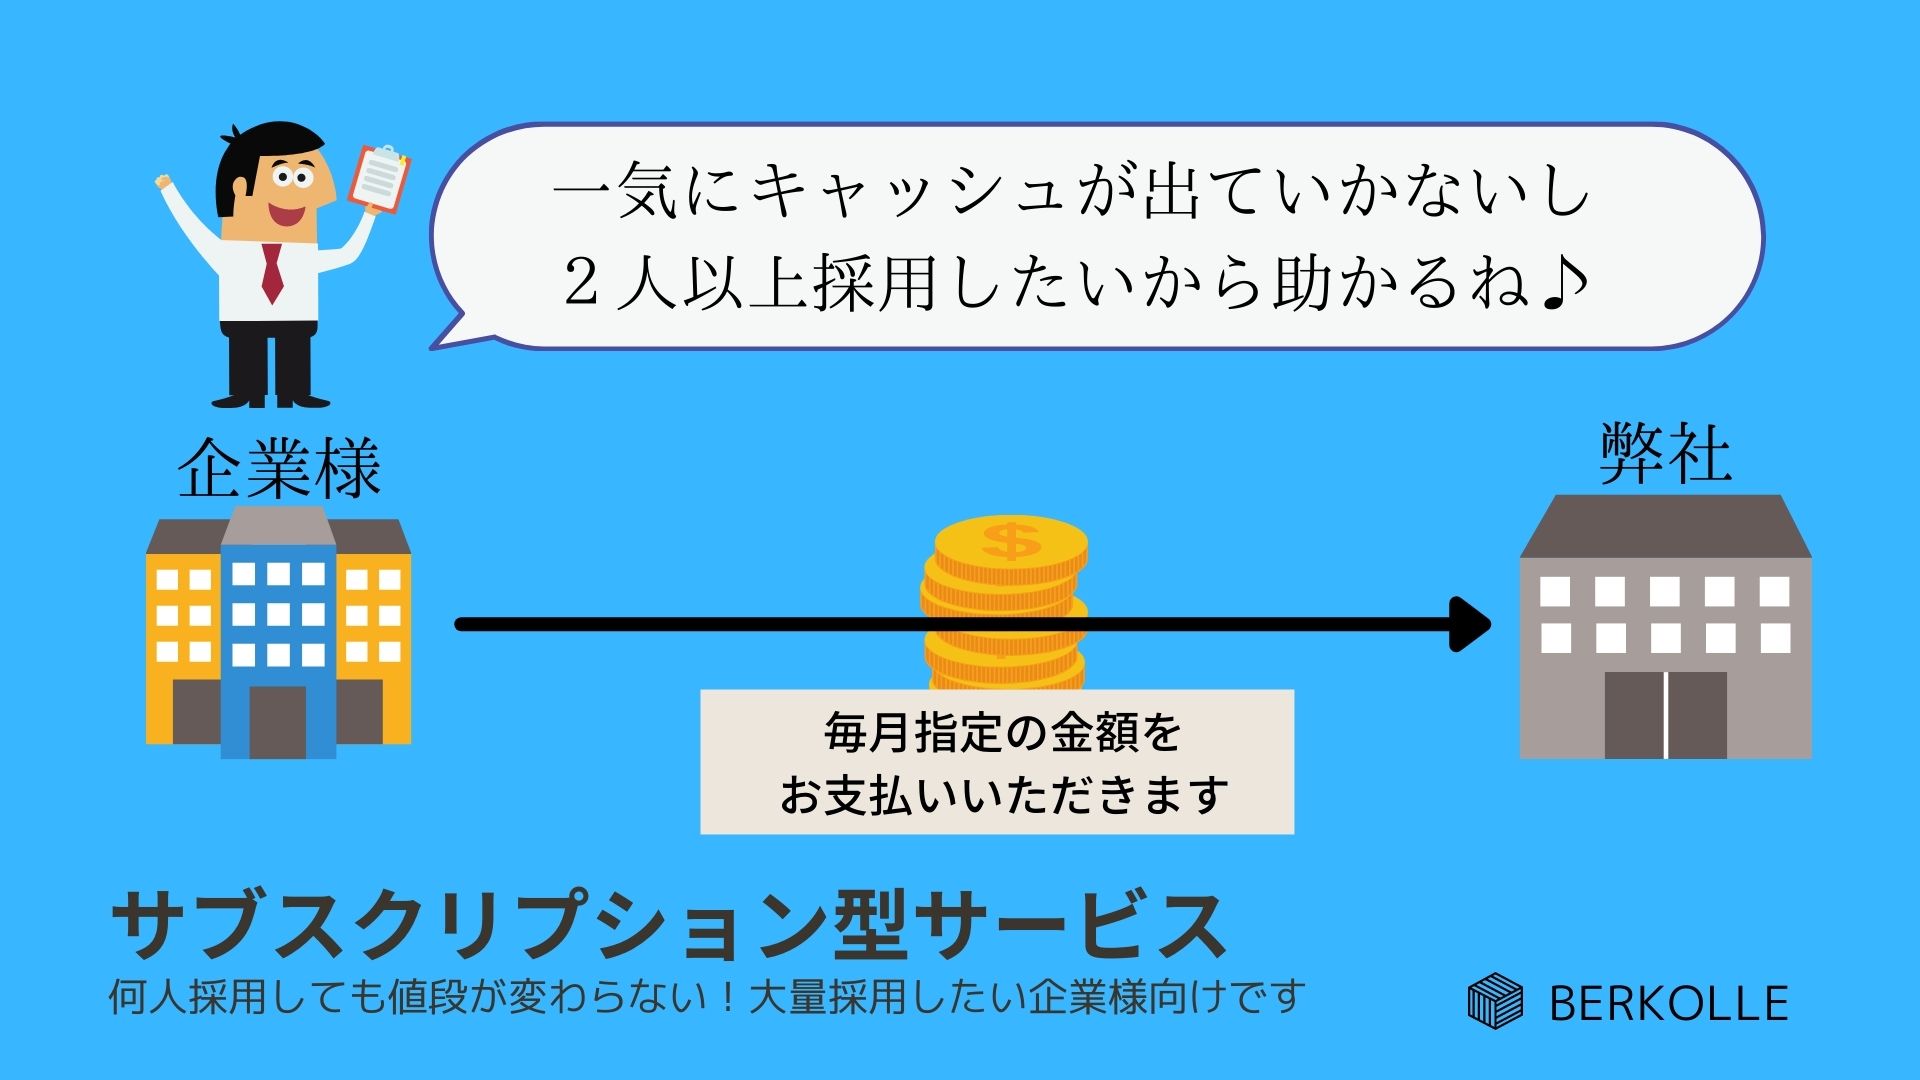 一気にキャッシュが出ていかないし
２人以上採用したいから助かるね♪
企業様
弊社
毎月指定の金額を
お支払いいただきます
サブスクリプション型サービス
何人採用しても値段が変わらない！大量採用したい企業様向けです
BERKOLLE